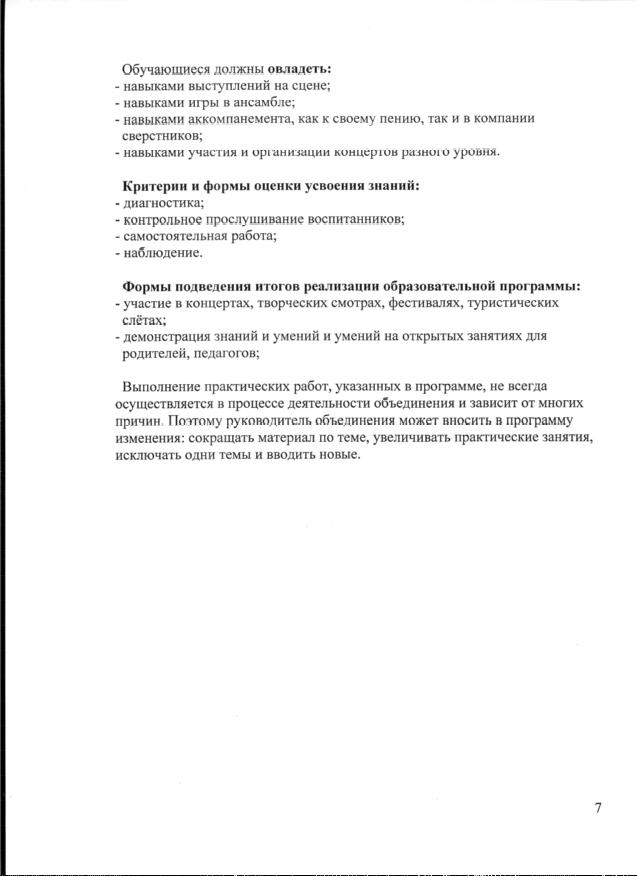 Обучающиеся должны овладеть:
- навыками выступлений на сцене;
- навыками игры в ансамбле;
- навыками аккомпанемента, как к своему пению, так и в компании
сверстников;
- навыками участия и организации концертов разного уровня.
Критерии и формы оценки усвоения знаний:
- диагностика;
- контрольное прослушивание воспитанников;
- самостоятельная работа;
- наблюдение.
Формы подведения итогов реализации образовательной программы:
- участие в концертах, творческих смотрах, фестивалях, туристических
слётах;
- демонстрация знаний и умений и умений на открытых занятиях для
родителей, педагогов;
Выполнение практических работ, указанных в программе, не всегда
осуществляется в процессе деятельности объединения и зависит от многих
причин. Поэтому руководитель объединения может вносить в программу
изменения: сокращать материал по теме, увеличивать практические занятия,
исключать одни темы и вводить новые.
7